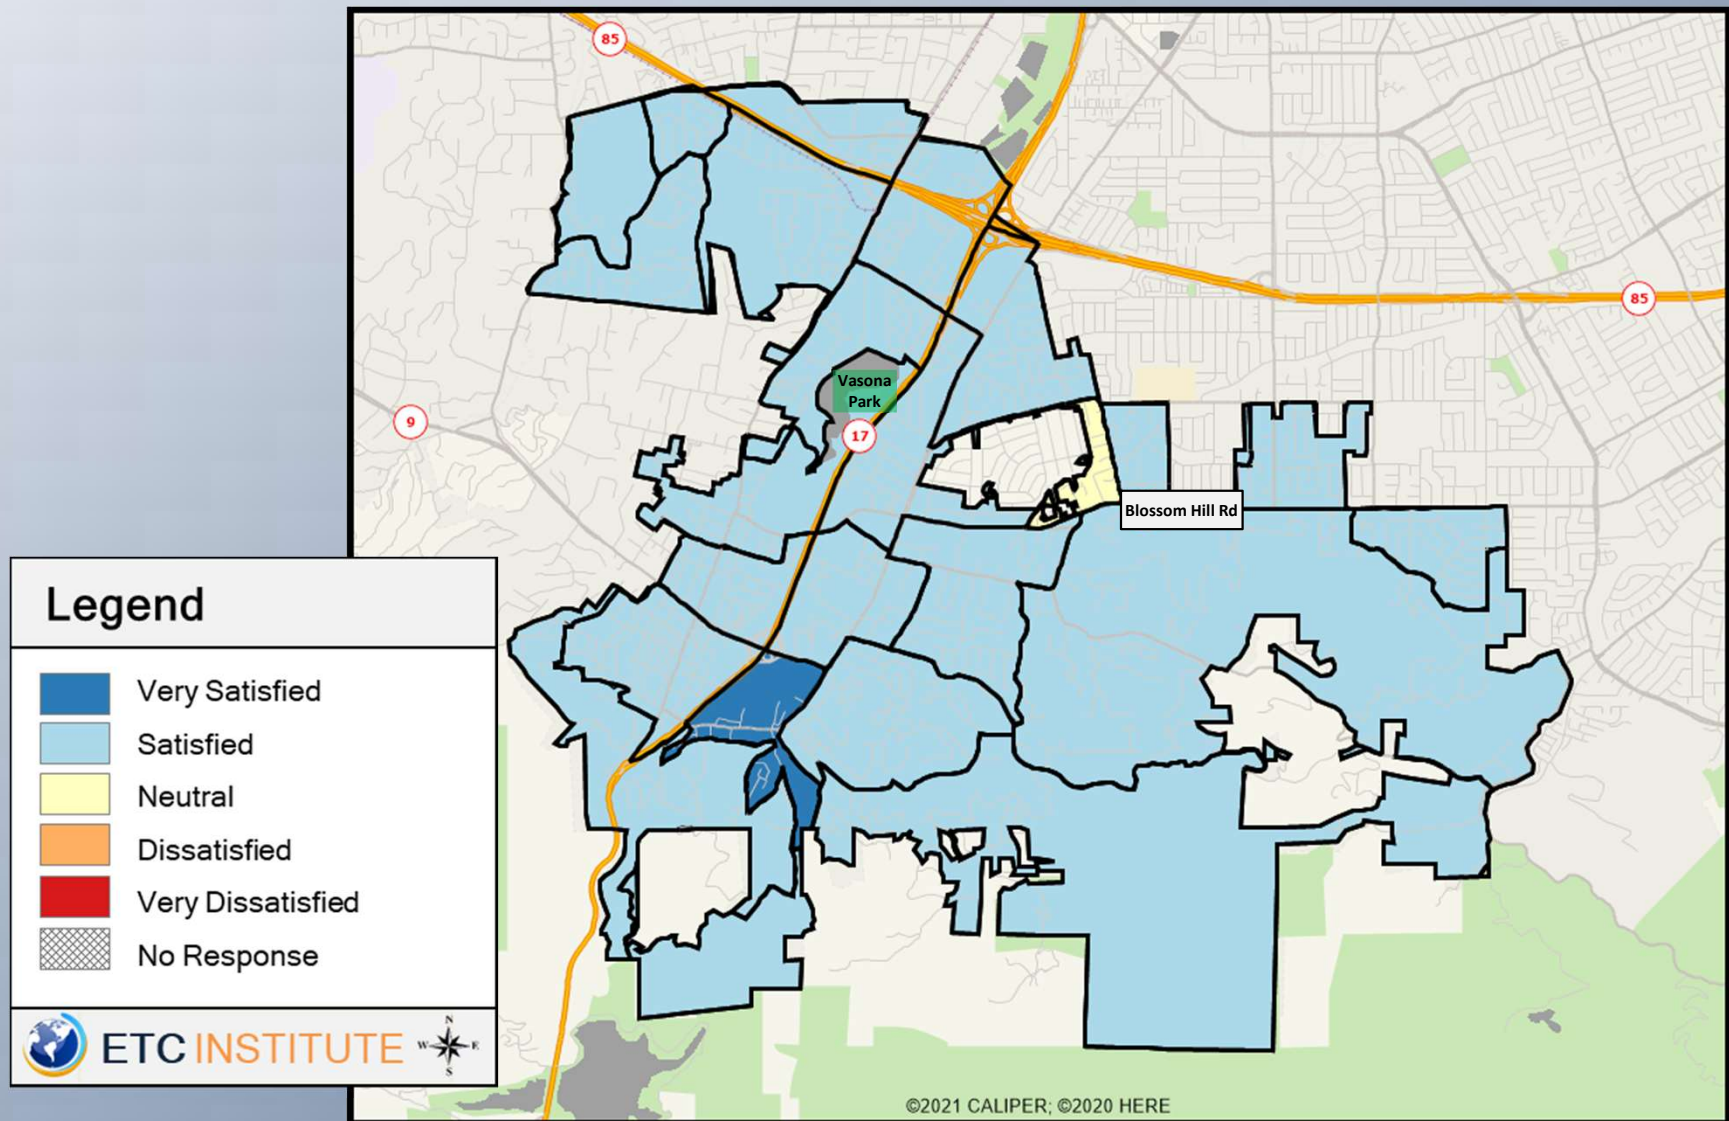 85
85
9
Vasona
Park
17
Blossom Hill Rd
Legend
Very Satisfied
Satisfied
Neutral
Dissatisfied
Very Dissatisfied
No Response
ETC INSTITUTE
N
W E
S
©2021 CALIPER; ©2020 HERE